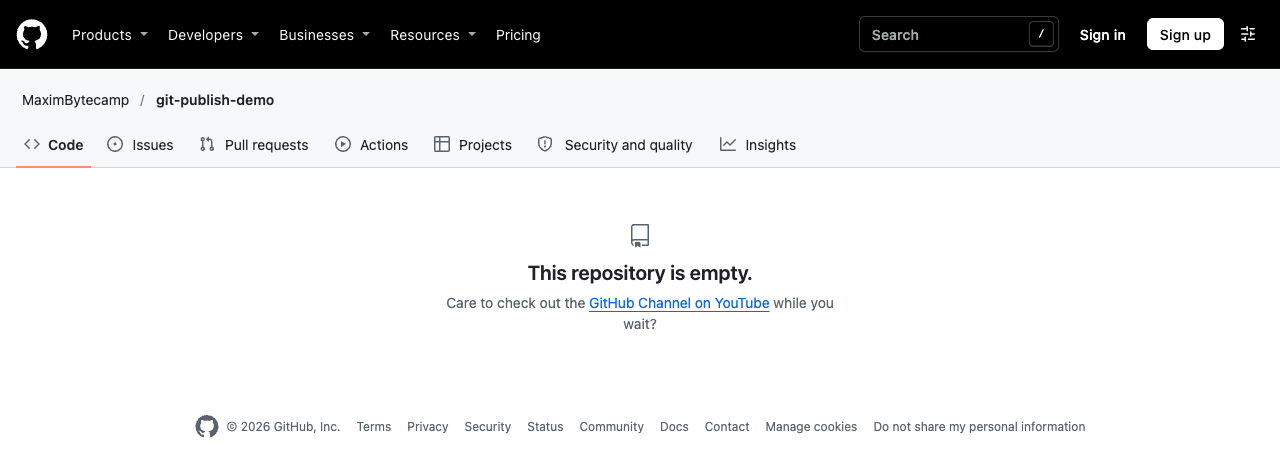 Products Developers Businesses Resources Pricing Search / Sign in Sign up
MaximBytecamp / git-publish-demo
Code Issues Pull requests Actions Projects Security and quality Insights
This repository is empty.
Care to check out the GitHub Channel on YouTube while you
wait?
© 2026 GitHub, Inc. Terms Privacy Security Status Community Docs Contact Manage cookies Do not share my personal information